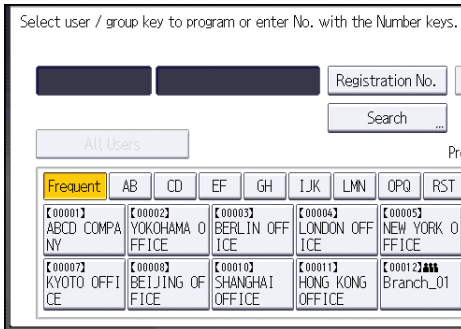 Select user / group key to program or enter No. with the Number keys.
Registration No.
Search ...
All Users
Pr
Frequent AB CD EF GH IJK LMN OPQ RST
【00001】 【00002】 【00003】 【00004】 【00005】
ABCD COMPA YOKOHAMA O BERLIN OFF LONDON OFF NEW YORK O
NY FFICE ICE ICE FFICE
【00007】 【00008】 【00010】 【00011】 【00012】
KYOTO OFFI BEIJING OF SHANGHAI HONG KONG Branch_01
CE FICE OFFICE OFFICE